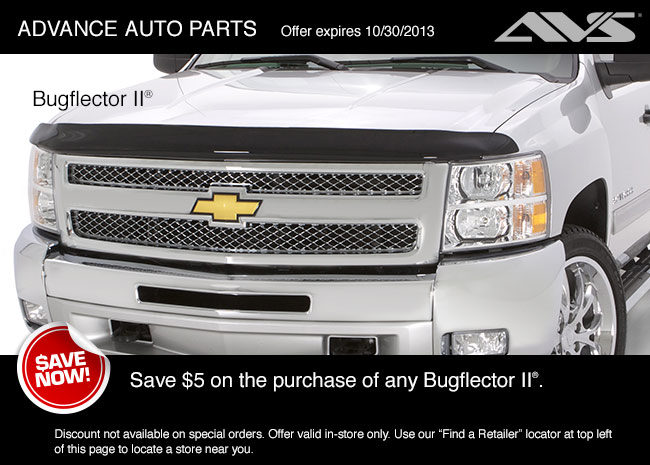 ADVANCE AUTO PARTS Offer expires 10/30/2013 AVS®
Bugflector II®
$AVE
NOW!
Save $5 on the purchase of any Bugflector II®.
Discount not available on special orders. Offer valid in-store only. Use our “Find a Retailer” locator at top left
of this page to locate a store near you.